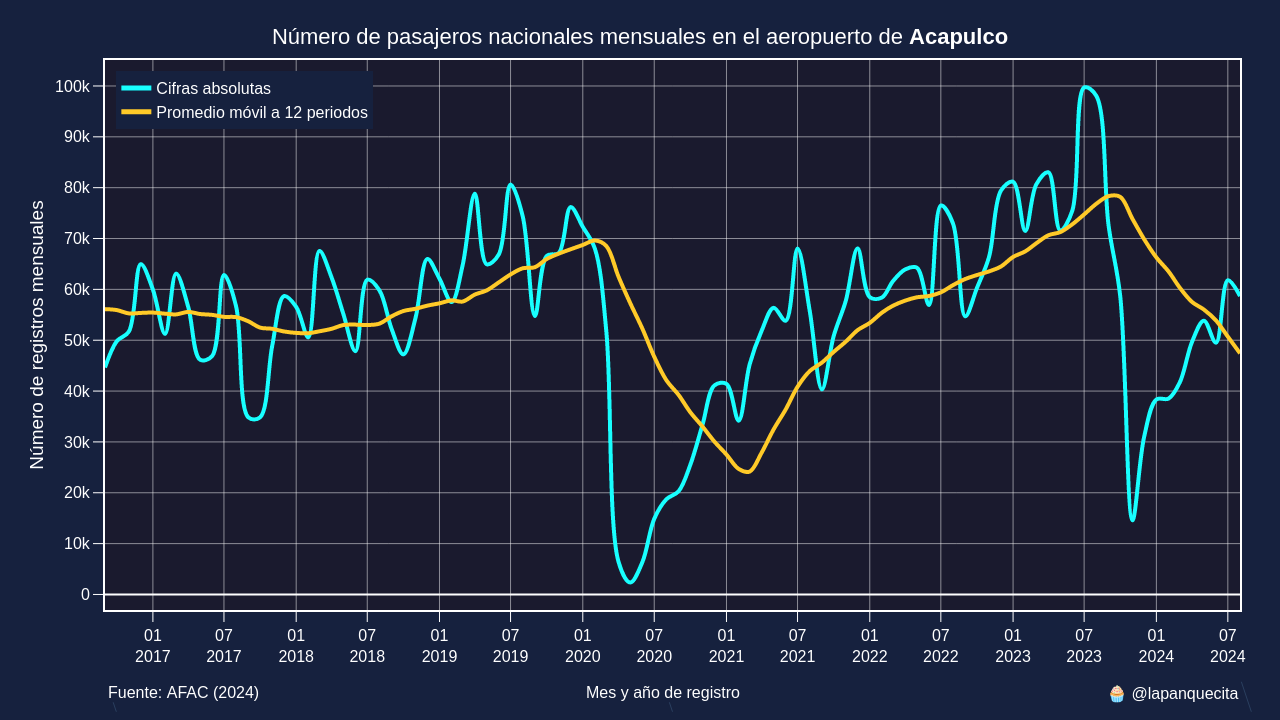 Número de pasajeros nacionales mensuales en el aeropuerto de Acapulco
Cifras absolutas
Promedio móvil a 12 periodos
Número de registros mensuales
100k
90k
80k
70k
60k
50k
40k
30k
20k
10k
0
01 07 01 07 01 07 01 07 01 07 01 07 01 07 01 07
2017 2017 2018 2018 2019 2019 2020 2020 2021 2021 2022 2022 2023 2023 2024 2024
Fuente: AFAC (2024)
Mes y año de registro
🧁 @lapanquecita